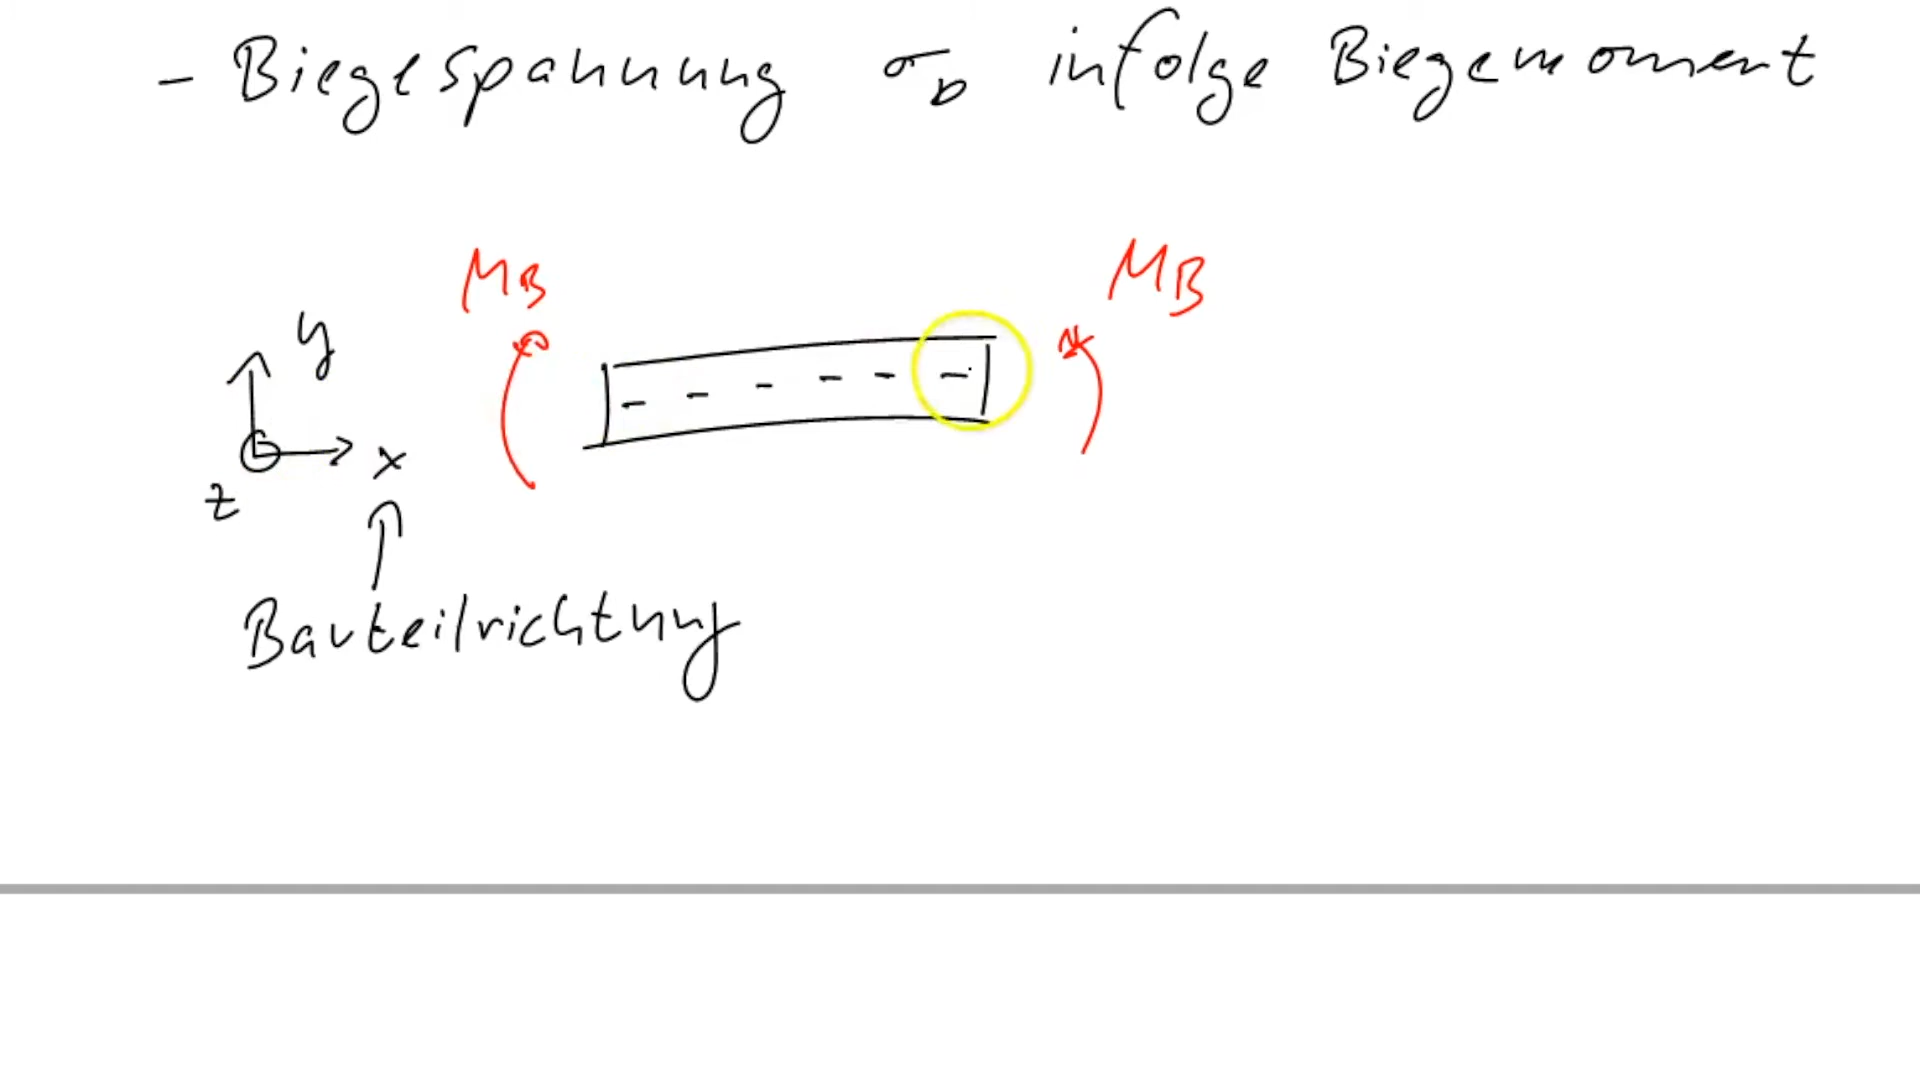 - Biegespannung σb infolge Biegemoment
MB MB
y
x
z
Bauteilrichtung